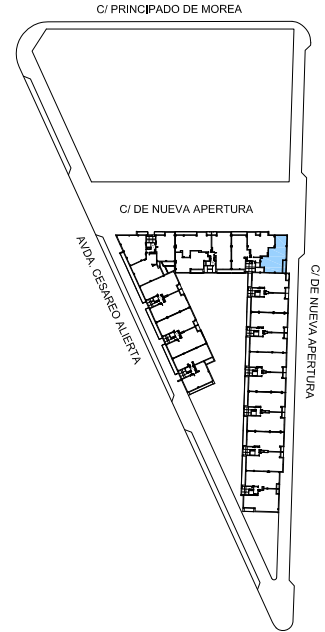 C/ PRINCIPADO DE MOREA
C/ DE NUEVA APERTURA
AVDA. CESAREO ALIERTA
C/ DE NUEVA APERTURA